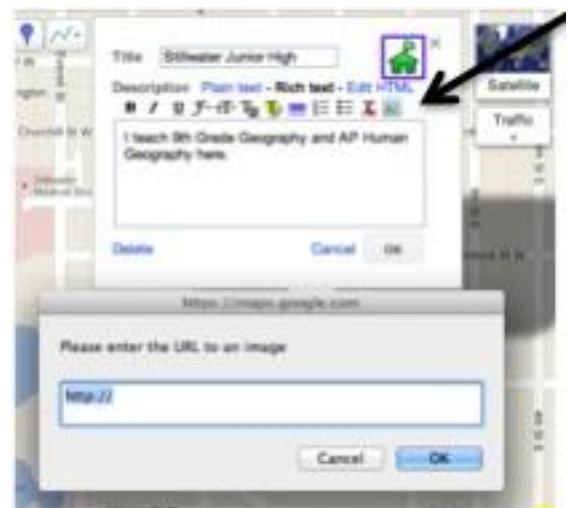 Title Stillwater Junior High
Description Plain text - Rich text - Edit HTML
I teach 9th Grade Geography and AP Human
Geography here.
Delete Cancel OK
Satellite
Traffic
https://maps.google.com
Please enter the URL to an image
http://
Cancel OK